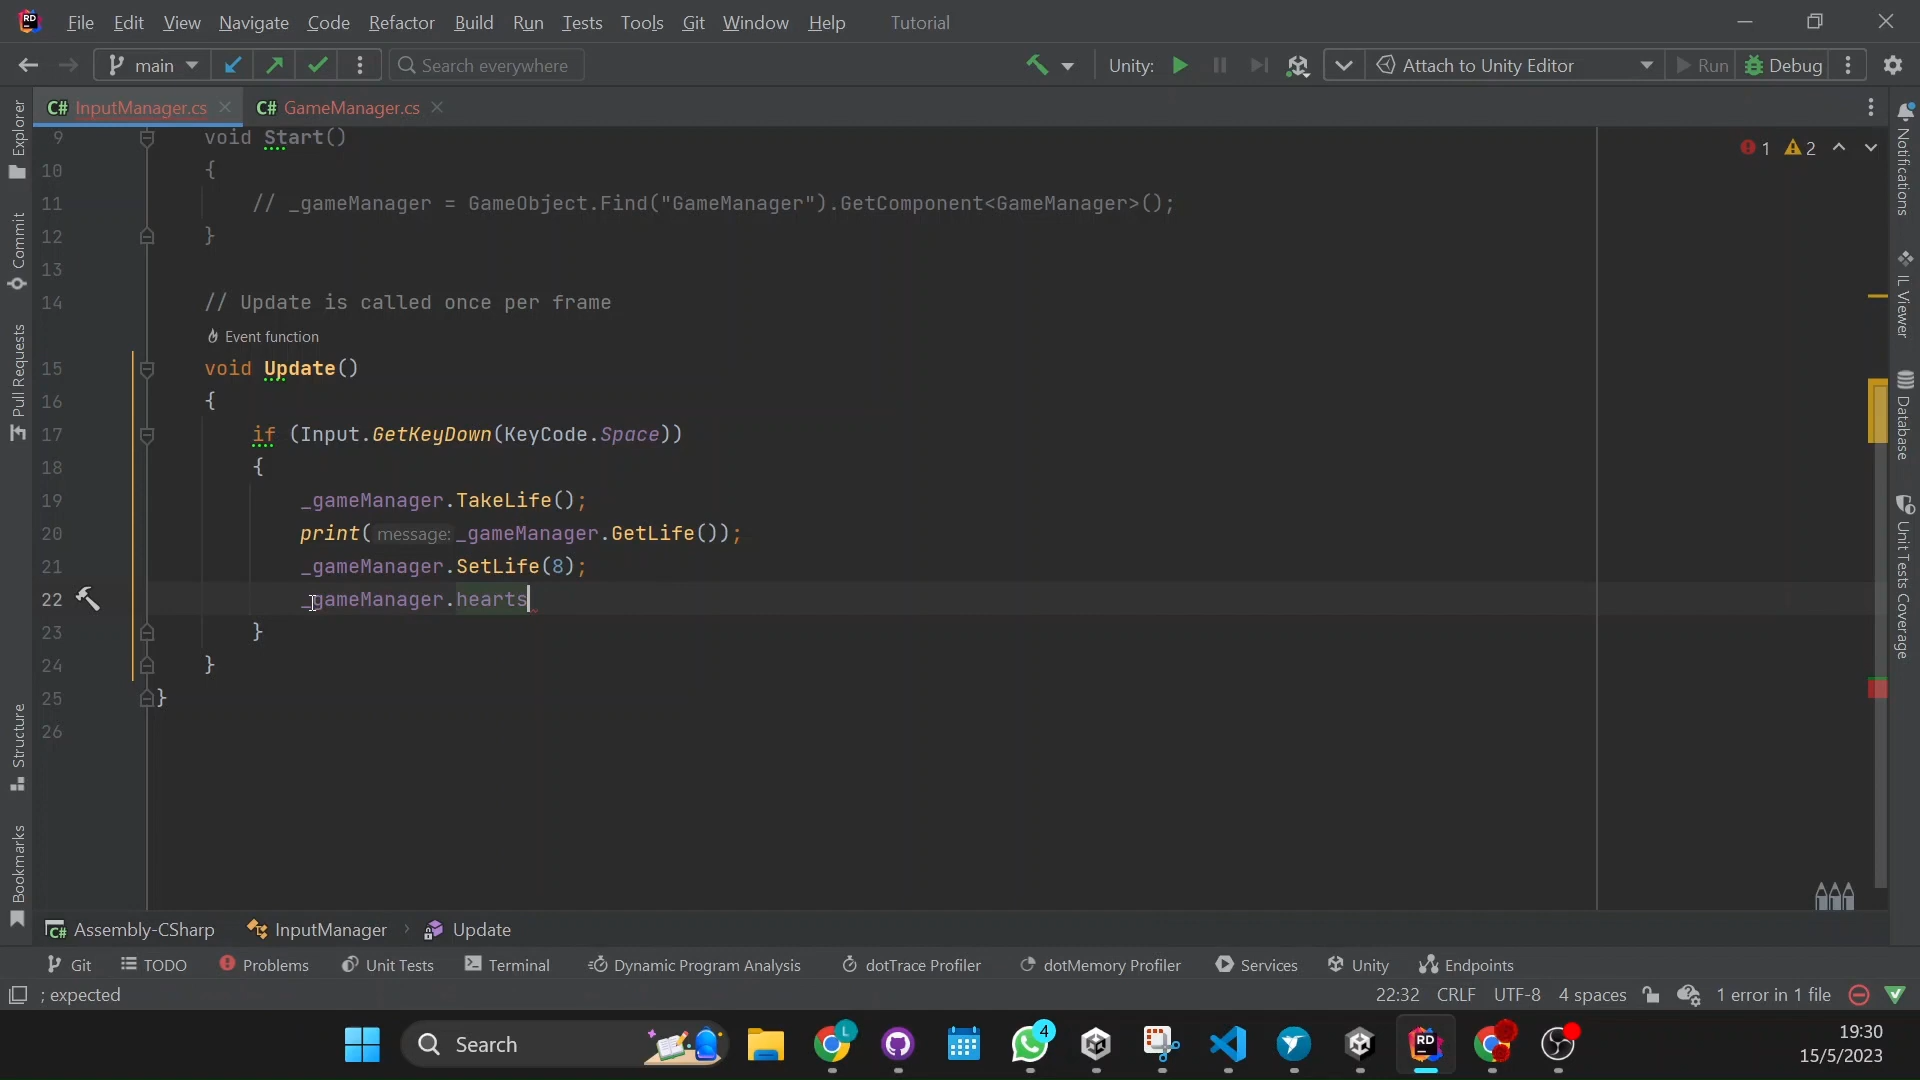 RD File Edit View Navigate Code Refactor Build Run Tests Tools Git Window Help Tutorial
main Search everywhere Unity: Attach to Unity Editor Run Debug
C# InputManager.cs C# GameManager.cs
9 void Start()
10 {
11 // _gameManager = GameObject.Find("GameManager").GetComponent<GameManager>();
12 }
13
14 // Update is called once per frame
Event function
15 void Update()
16 {
17 if (Input.GetKeyDown(KeyCode.Space))
18 {
19 _gameManager.TakeLife();
20 print( message: _gameManager.GetLife());
21 _gameManager.SetLife(8);
22 _gameManager.hearts
23 }
24 }
25 }
26
1 2
Explorer
Commit
Pull Requests
Structure
Bookmarks
Notifications
IL Viewer
Database
Unit Tests Coverage
C# Assembly-CSharp InputManager › Update
Git TODO Problems Unit Tests Terminal Dynamic Program Analysis dotTrace Profiler dotMemory Profiler Services Unity Endpoints
; expected 22:32 CRLF UTF-8 4 spaces 1 error in 1 file
Search L 4 RD 19:30
15/5/2023